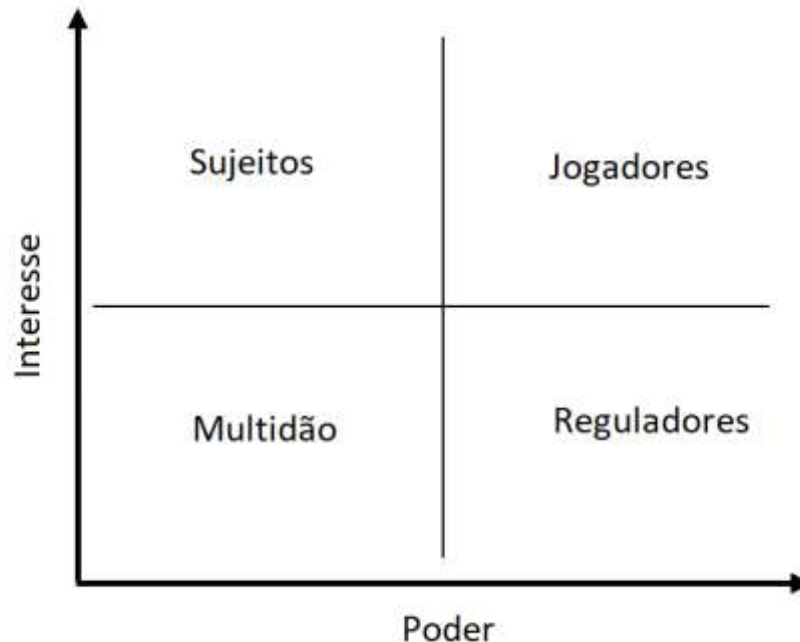 Sujeitos
Jogadores
Interesse
Multidão
Reguladores
Poder